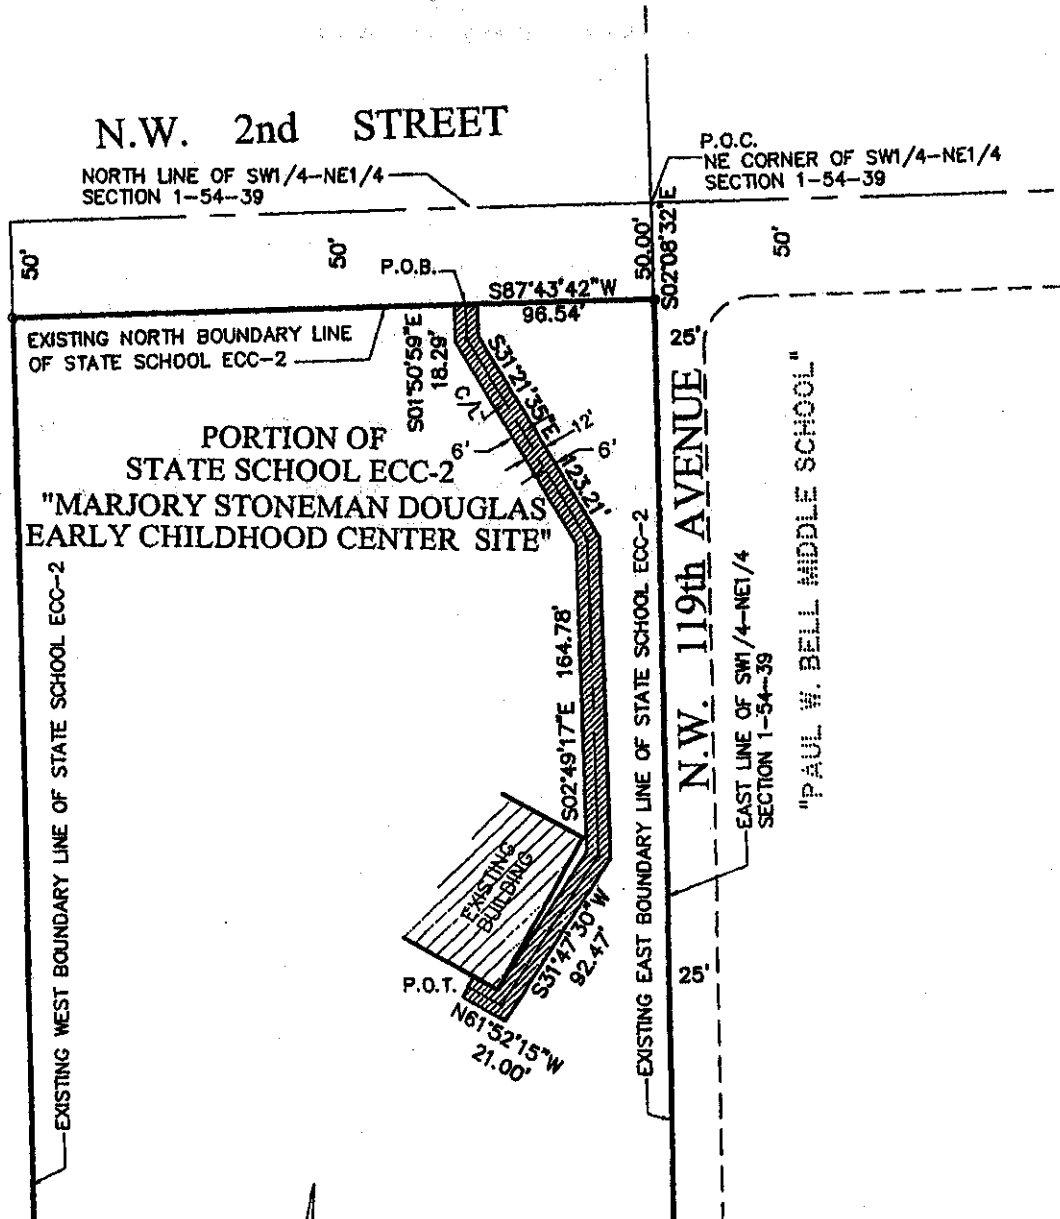 N.W. 2nd STREET
NORTH LINE OF SW1/4-NE1/4
SECTION 1-54-39
P.O.C.
NE CORNER OF SW1/4-NE1/4
SECTION 1-54-39
50'
50'
50.00'
S02°08'32"E
50'
P.O.B.
S87°43'42"W
96.54'
EXISTING NORTH BOUNDARY LINE
OF STATE SCHOOL ECC-2
S01°50'59"E
18.29'
S31°21'35"E
123.21'
C/L
12'
6'
6'
25'
PORTION OF
STATE SCHOOL ECC-2
"MARJORY STONEMAN DOUGLAS
EARLY CHILDHOOD CENTER SITE"
N.W. 119th AVENUE
"PAUL W. BELL MIDDLE SCHOOL"
EXISTING WEST BOUNDARY LINE OF STATE SCHOOL ECC-2
S02°49'17"E 164.78'
EXISTING EAST BOUNDARY LINE OF STATE SCHOOL ECC-2
EAST LINE OF SW1/4-NE1/4
SECTION 1-54-39
EXISTING
BUILDING
S31°47'30"W
92.47'
P.O.T.
N61°52'15"W
21.00'
25'